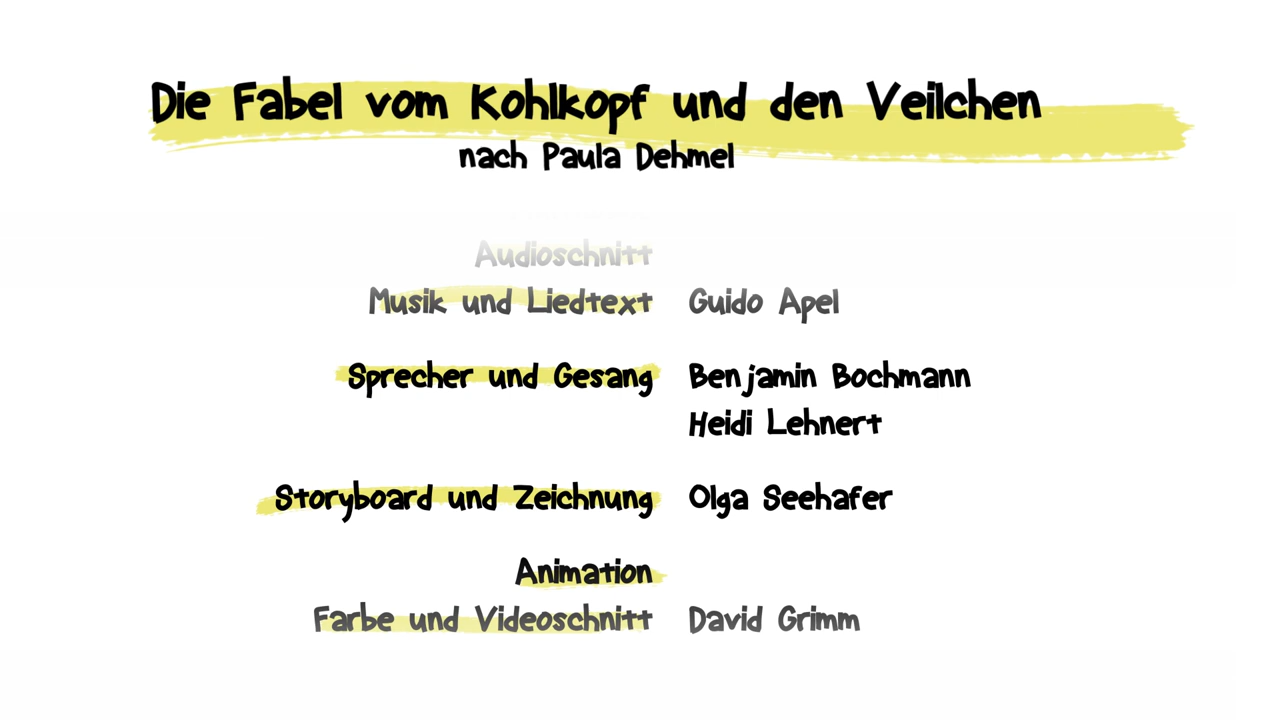 Die Fabel vom Kohlkopf und den Veilchen
nach Paula Dehmel
Audioschnitt
Musik und Liedtext Guido Apel
Sprecher und Gesang Benjamin Bochmann
Heidi Lehnert
Storyboard und Zeichnung Olga Seehafer
Animation
Farbe und Videoschnitt David Grimm